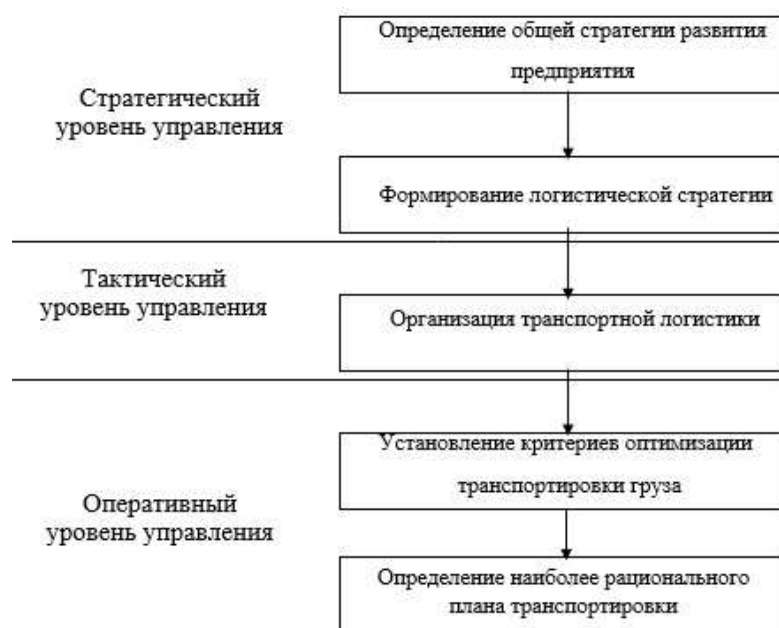 Определение общей стратегии развития
предприятия
Стратегический
уровень управления
Формирование логистической стратегии
Тактический
уровень управления
Организация транспортной логистики
Установление критериев оптимизации
транспортировки груза
Оперативный
уровень управления
Определение наиболее рационального
плана транспортировки